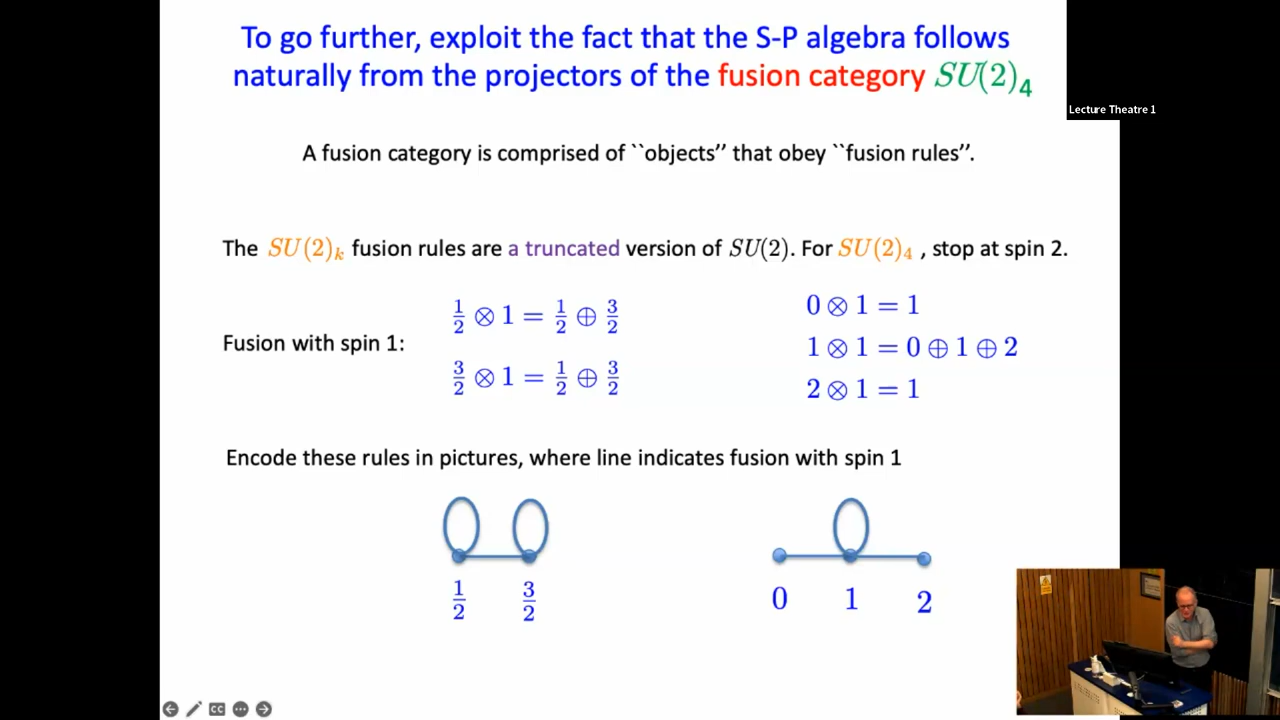 To go further, exploit the fact that the S-P algebra follows
naturally from the projectors of the fusion category SU(2)₄
Lecture Theatre 1
A fusion category is comprised of ``objects'' that obey ``fusion rules''.
The SU(2)ₖ fusion rules are a truncated version of SU(2). For SU(2)₄ , stop at spin 2.
Fusion with spin 1:
1/2 ⊗ 1 = 1/2 ⊕ 3/2
3/2 ⊗ 1 = 1/2 ⊕ 3/2
0 ⊗ 1 = 1
1 ⊗ 1 = 0 ⊕ 1 ⊕ 2
2 ⊗ 1 = 1
Encode these rules in pictures, where line indicates fusion with spin 1
1/2 3/2 0 1 2
CC